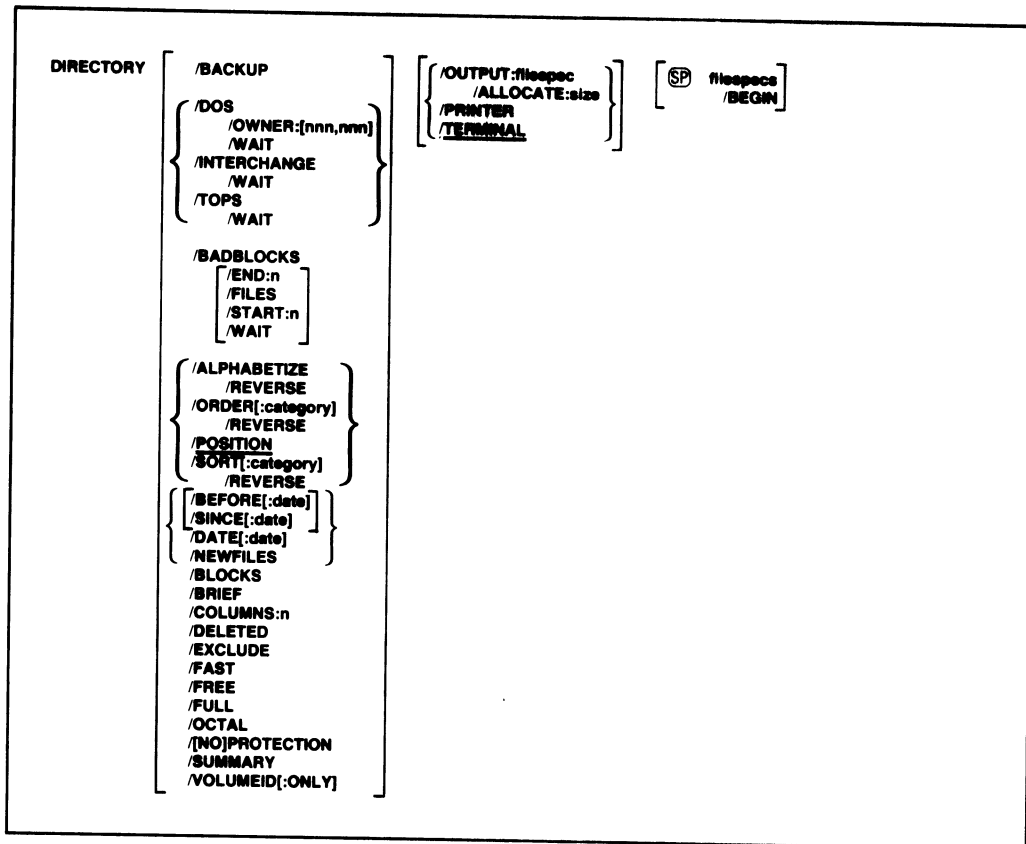 DIRECTORY
/BACKUP
/DOS
/OWNER:[nnn,nnn]
/WAIT
/INTERCHANGE
/WAIT
/TOPS
/WAIT
/BADBLOCKS
/END:n
/FILES
/START:n
/WAIT
/ALPHABETIZE
/REVERSE
/ORDER[:category]
/REVERSE
/POSITION
/SORT[:category]
/REVERSE
/BEFORE[:date]
/SINCE[:date]
/DATE[:date]
/NEWFILES
/BLOCKS
/BRIEF
/COLUMNS:n
/DELETED
/EXCLUDE
/FAST
/FREE
/FULL
/OCTAL
/[NO]PROTECTION
/SUMMARY
/VOLUMEID[:ONLY]
/OUTPUT:filespec
/ALLOCATE:size
/PRINTER
/TERMINAL
SP filespecs
/BEGIN